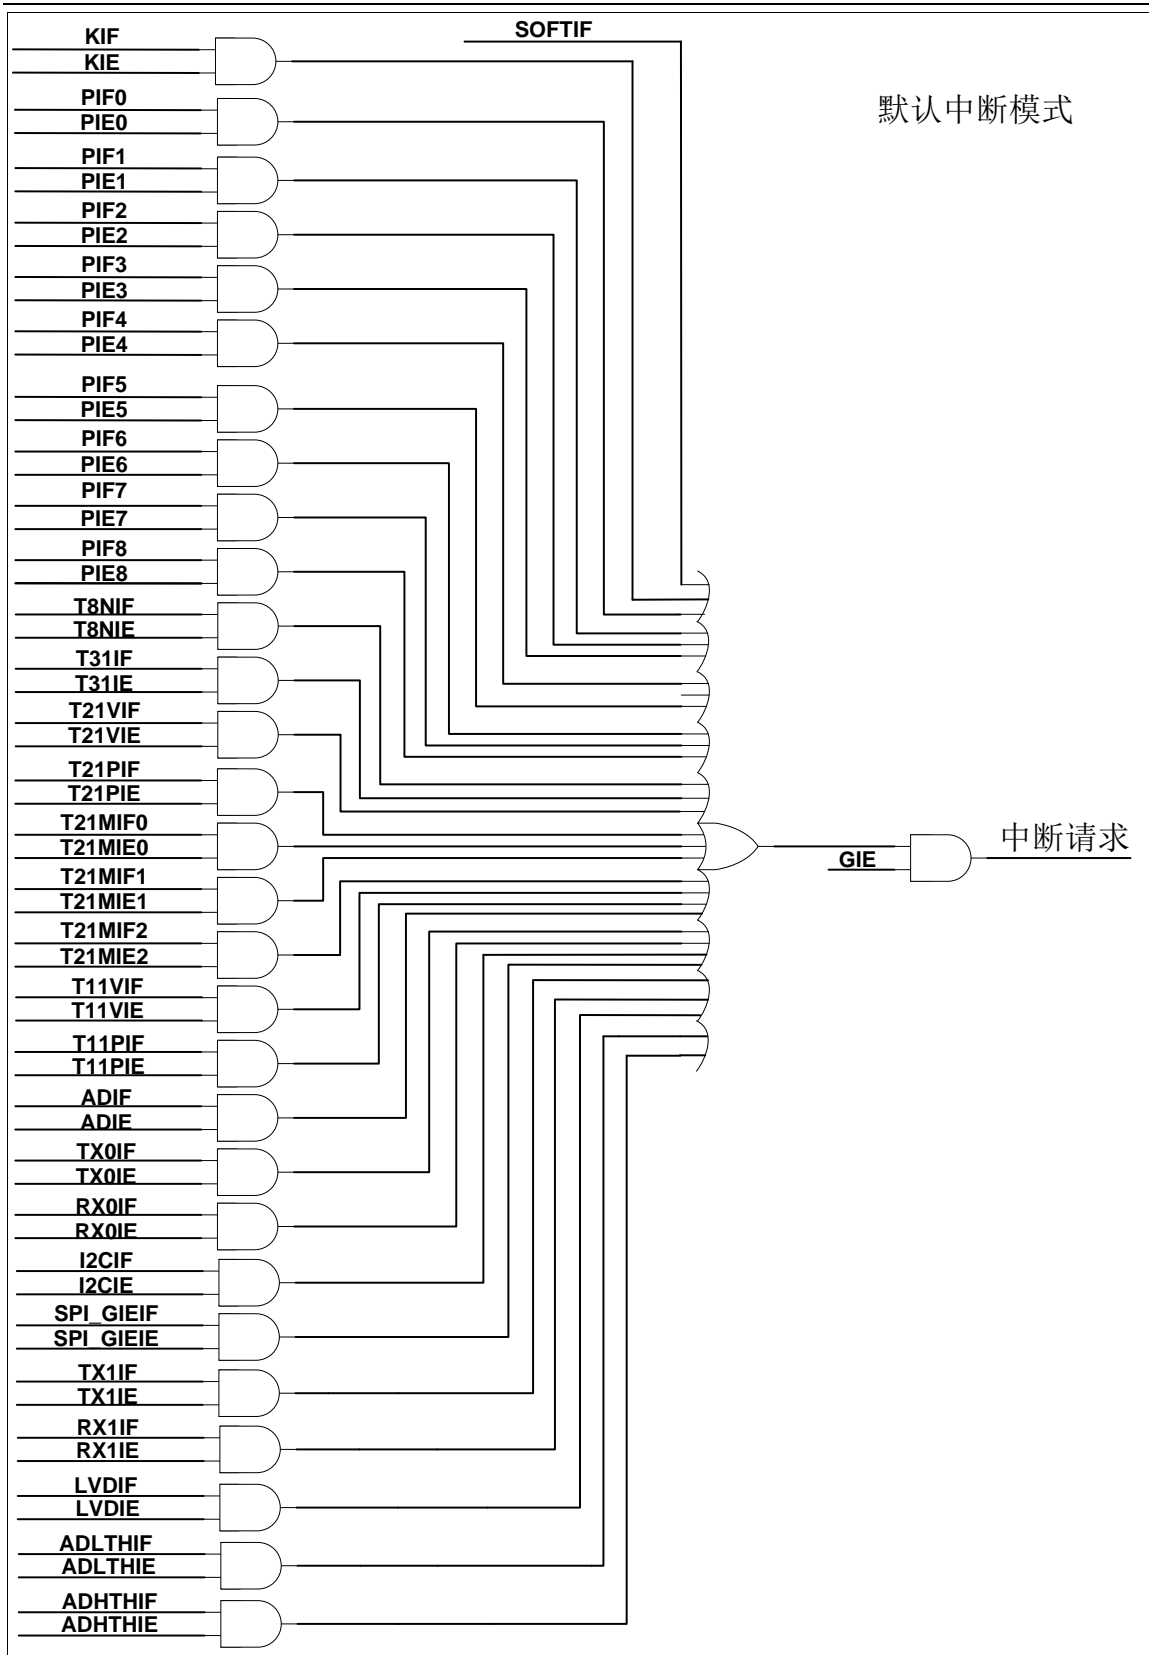 KIF
SOFTIF
KIE
默认中断模式
PIF0
PIE0
PIF1
PIE1
PIF2
PIE2
PIF3
PIE3
PIF4
PIE4
PIF5
PIE5
PIF6
PIE6
PIF7
PIE7
PIF8
PIE8
T8NIF
T8NIE
T31IF
T31IE
T21VIF
T21VIE
T21PIF
T21PIE
T21MIF0
T21MIE0
中断请求
GIE
T21MIF1
T21MIE1
T21MIF2
T21MIE2
T11VIF
T11VIE
T11PIF
T11PIE
ADIF
ADIE
TX0IF
TX0IE
RX0IF
RX0IE
I2CIF
I2CIE
SPI_GIEIF
SPI_GIEIE
TX1IF
TX1IE
RX1IF
RX1IE
LVDIF
LVDIE
ADLTHIF
ADLTHIE
ADHTHIF
ADHTHIE